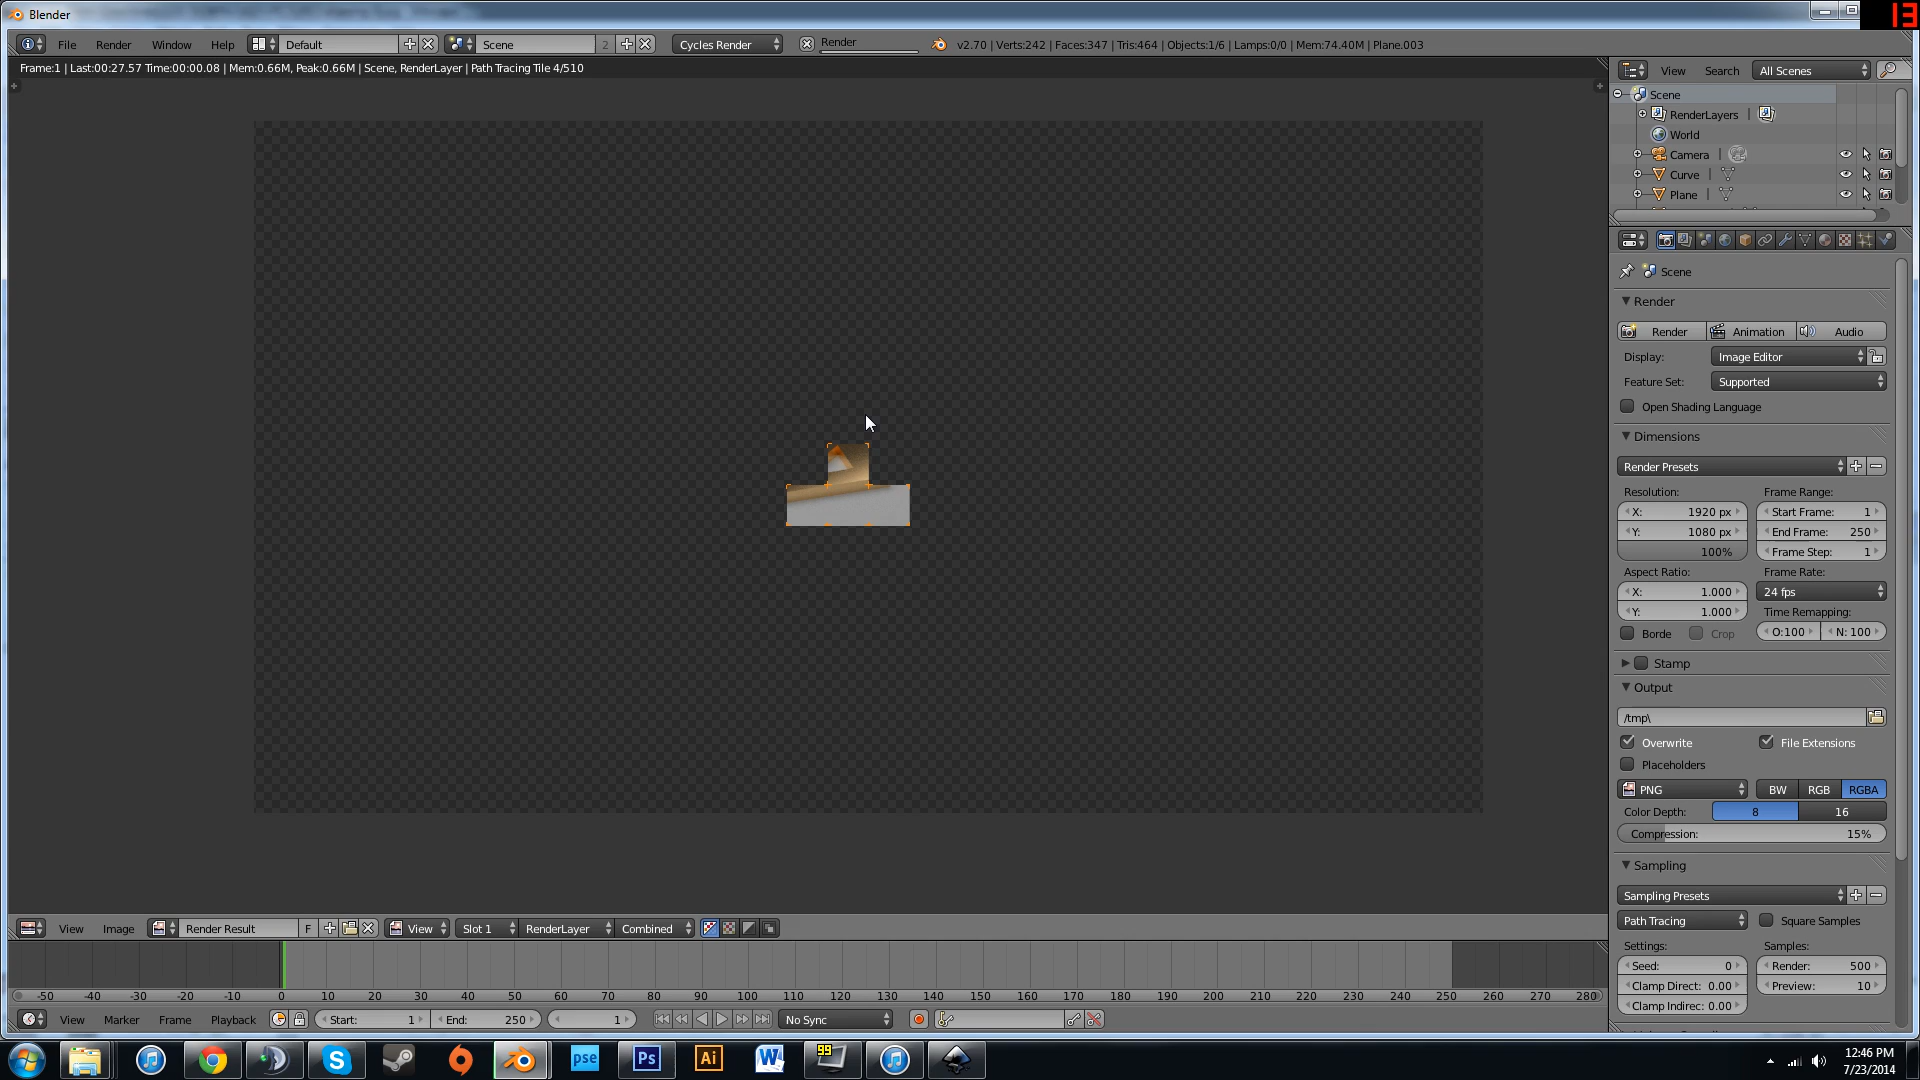 Blender
13
File Render Window Help Default Scene 2 Cycles Render Render v2.70 | Verts:242 | Faces:347 | Tris:464 | Objects:1/6 | Lamps:0/0 | Mem:74.40M | Plane.003
Frame:1 | Last:00:27.57 Time:00:00.08 | Mem:0.66M, Peak:0.66M | Scene, RenderLayer | Path Tracing Tile 4/510
View Search All Scenes
Scene
RenderLayers |
World
Camera |
Curve |
Plane |
Scene
Render
Render Animation Audio
Display: Image Editor
Feature Set: Supported
Open Shading Language
Dimensions
Render Presets
Resolution: Frame Range:
X: 1920 px Start Frame: 1
Y: 1080 px End Frame: 250
100% Frame Step: 1
Aspect Ratio: Frame Rate:
X: 1.000 24 fps
Y: 1.000 Time Remapping:
Borde Crop O:100 N: 100
Stamp
Output
/tmp\
Overwrite File Extensions
Placeholders
PNG BW RGB RGBA
Color Depth: 8 16
Compression: 15%
Sampling
Sampling Presets
Path Tracing Square Samples
Settings: Samples:
Seed: 0 Render: 500
Clamp Direct: 0.00 Preview: 10
Clamp Indirec: 0.00
View Image Render Result F View Slot 1 RenderLayer Combined
-50 -40 -30 -20 -10 0 10 20 30 40 50 60 70 80 90 100 110 120 130 140 150 160 170 180 190 200 210 220 230 240 250 260 270 280
View Marker Frame Playback Start: 1 End: 250 1 No Sync
S pse Ps Ai W 99
12:46 PM
7/23/2014